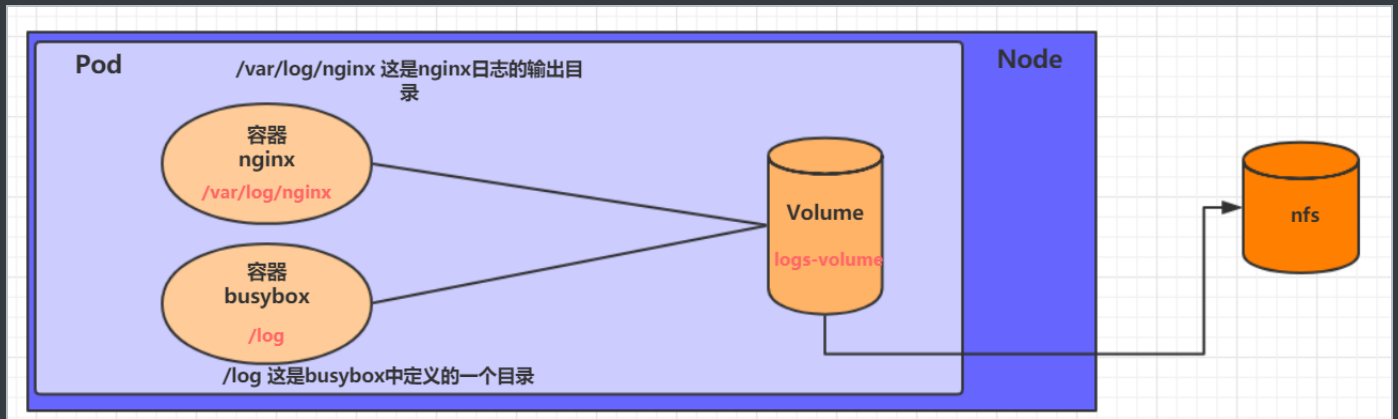 Pod
/var/log/nginx 这是nginx日志的输出目
录
Node
容器
nginx
/var/log/nginx
Volume
logs-volume
nfs
容器
busybox
/log
/log 这是busybox中定义的一个目录